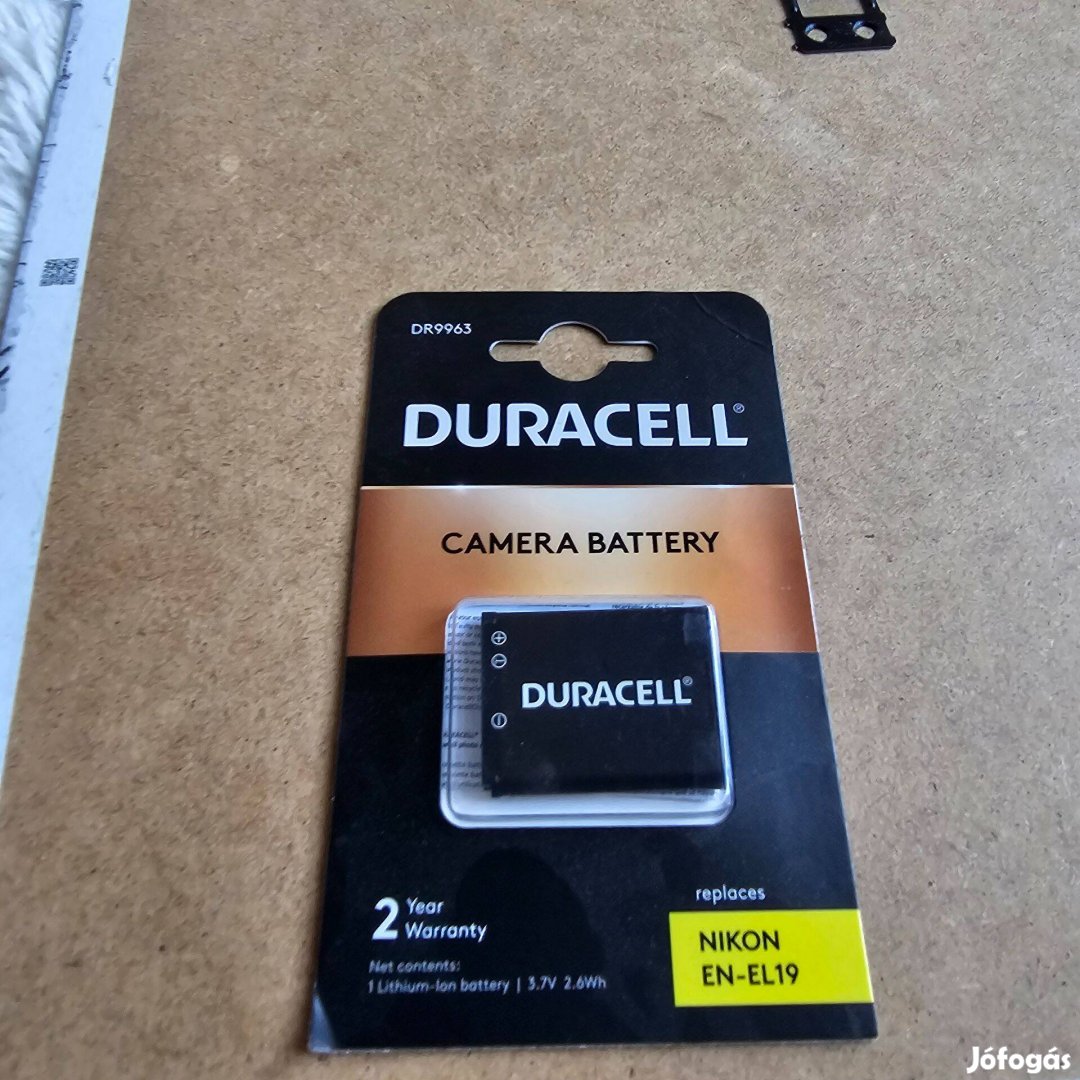 DR9963
DURACELL®
CAMERA BATTERY
DURACELL®
2 Year
Warranty
Net contents:
1 Lithium-Ion battery | 3.7V 2.6Wh
replaces
NIKON
EN-EL19
Jófogás